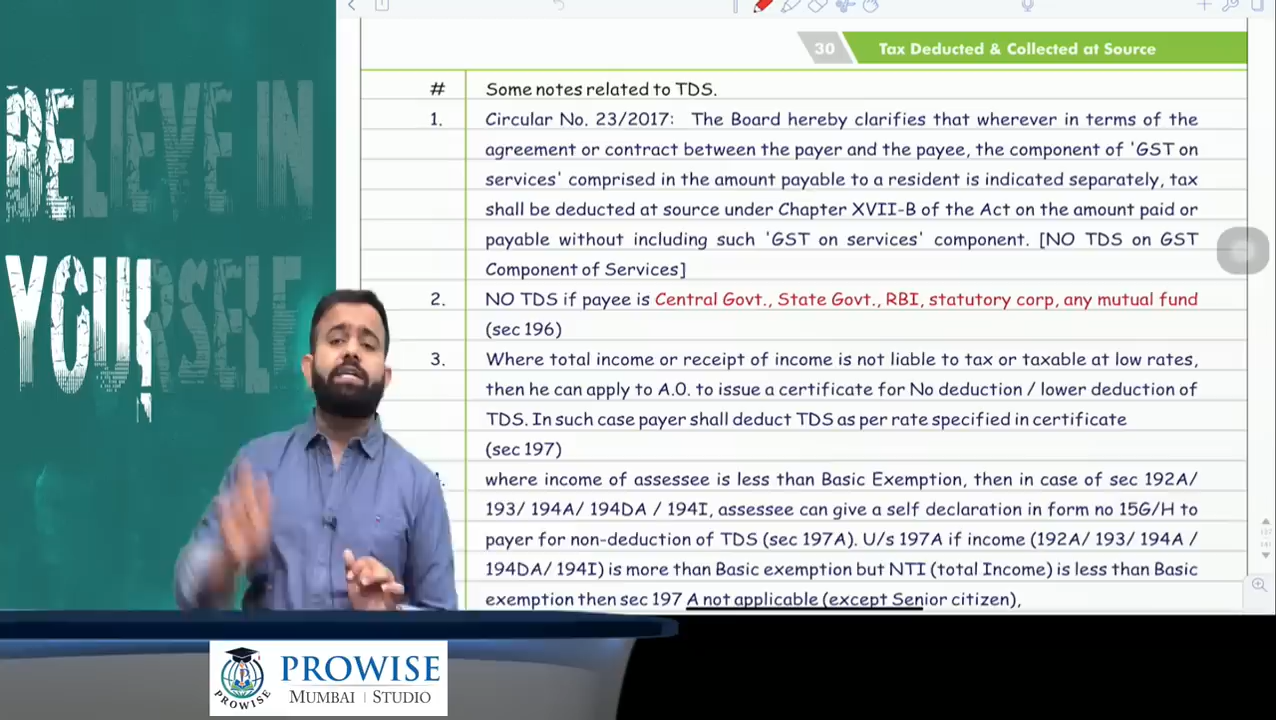 BELIEVE IN
YOURSELF
30 Tax Deducted & Collected at Source
# Some notes related to TDS.
1. Circular No. 23/2017: The Board hereby clarifies that wherever in terms of the
agreement or contract between the payer and the payee, the component of 'GST on
services' comprised in the amount payable to a resident is indicated separately, tax
shall be deducted at source under Chapter XVII-B of the Act on the amount paid or
payable without including such 'GST on services' component. [NO TDS on GST
Component of Services]
2. NO TDS if payee is Central Govt., State Govt., RBI, statutory corp, any mutual fund
(sec 196)
3. Where total income or receipt of income is not liable to tax or taxable at low rates,
then he can apply to A.O. to issue a certificate for No deduction / lower deduction of
TDS. In such case payer shall deduct TDS as per rate specified in certificate
(sec 197)
where income of assessee is less than Basic Exemption, then in case of sec 192A/
193/ 194A/ 194DA / 194I, assessee can give a self declaration in form no 15G/H to
payer for non-deduction of TDS (sec 197A). U/s 197A if income (192A/ 193/ 194A /
194DA/ 194I) is more than Basic exemption but NTI (total Income) is less than Basic
exemption then sec 197 A not applicable (except Senior citizen),
PROWISE
PROWISE
MUMBAI | STUDIO